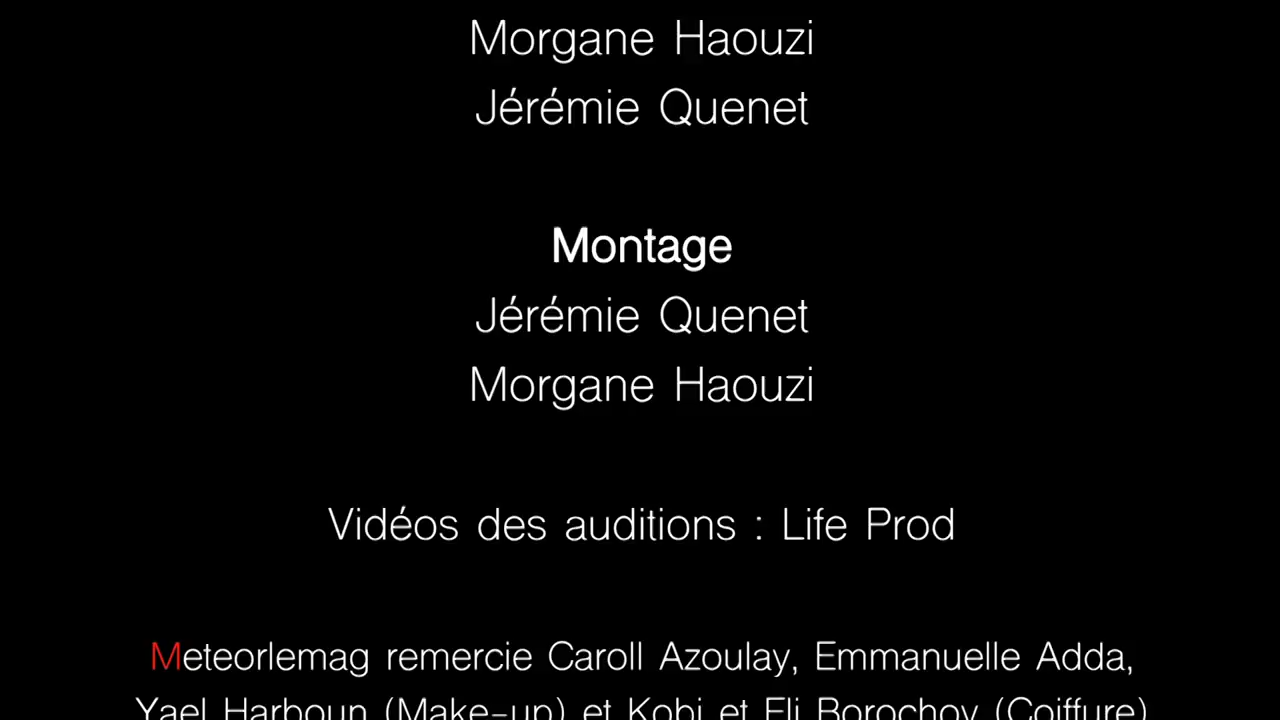 Morgane Haouzi
Jérémie Quenet
Montage
Jérémie Quenet
Morgane Haouzi
Vidéos des auditions : Life Prod
Meteorlemag remercie Caroll Azoulay, Emmanuelle Adda,
Yael Harboun (Make-up) et Kobi et Eli Borochov (Coiffure)